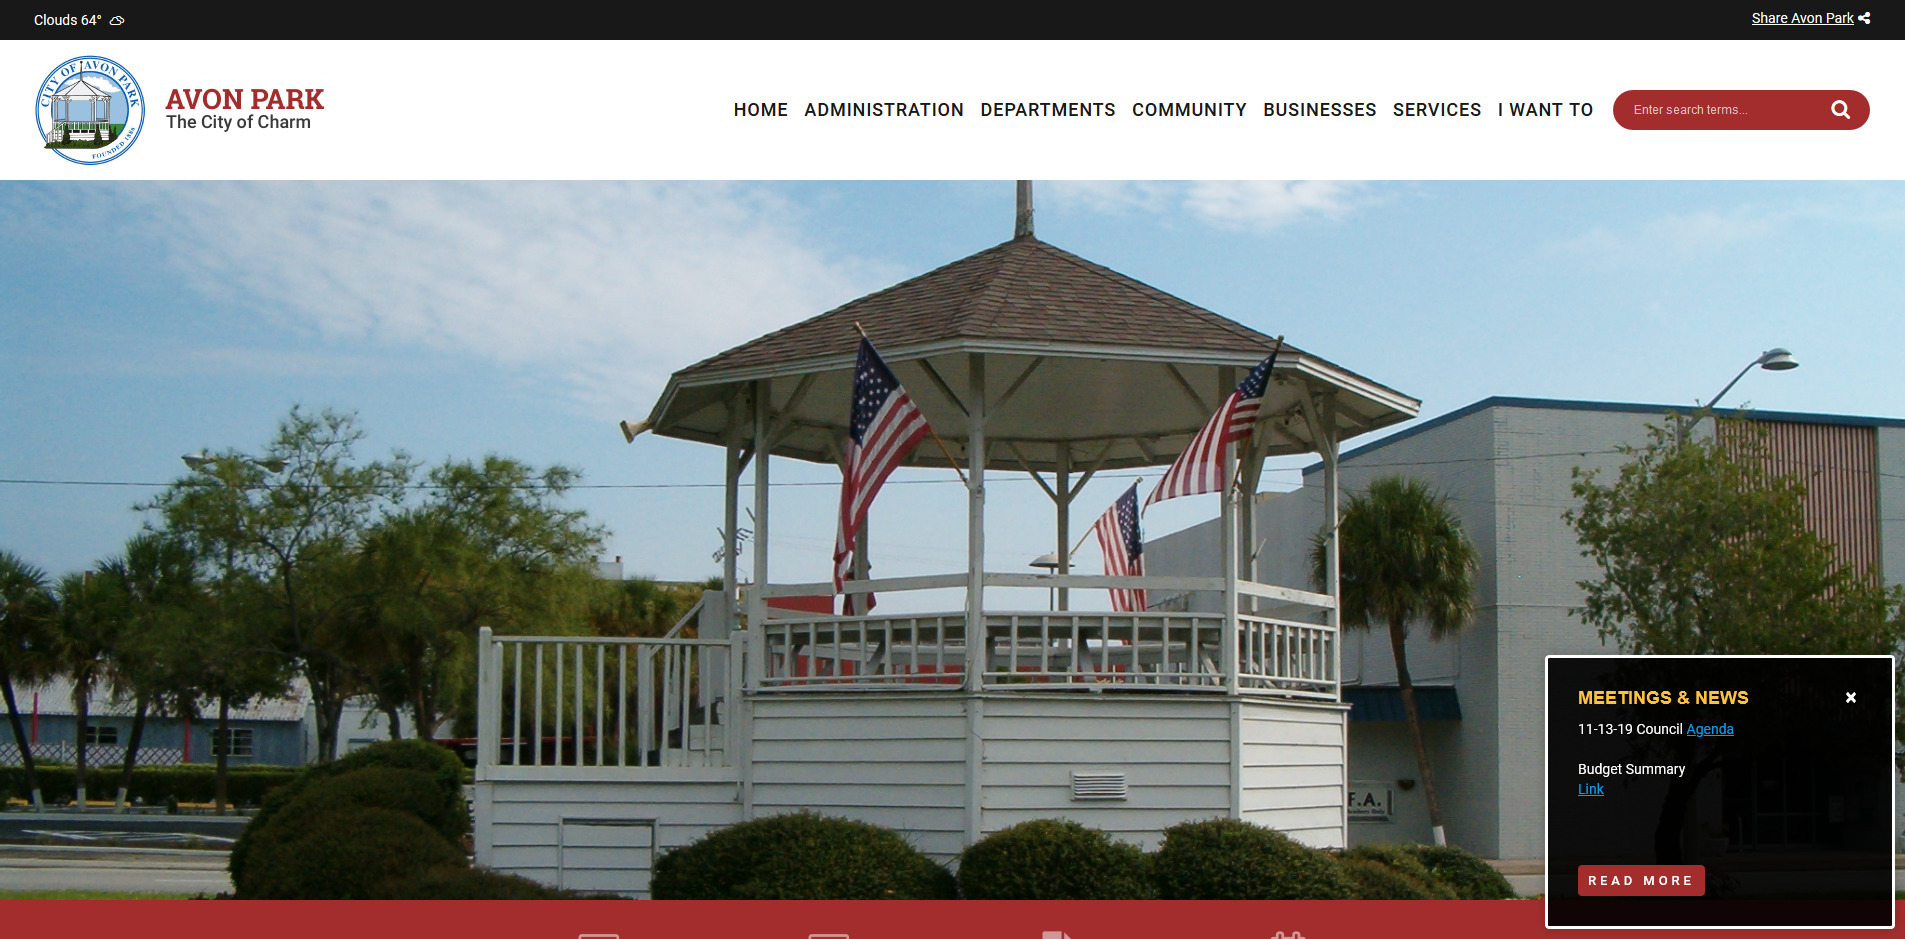 Clouds 64°
Share Avon Park
CITY OF AVON PARK
FOUNDED 1886
AVON PARK
The City of Charm
HOME ADMINISTRATION DEPARTMENTS COMMUNITY BUSINESSES SERVICES I WANT TO
Enter search terms...
MEETINGS & NEWS
×
11-13-19 Council Agenda
Budget Summary
Link
F.A.
READ MORE